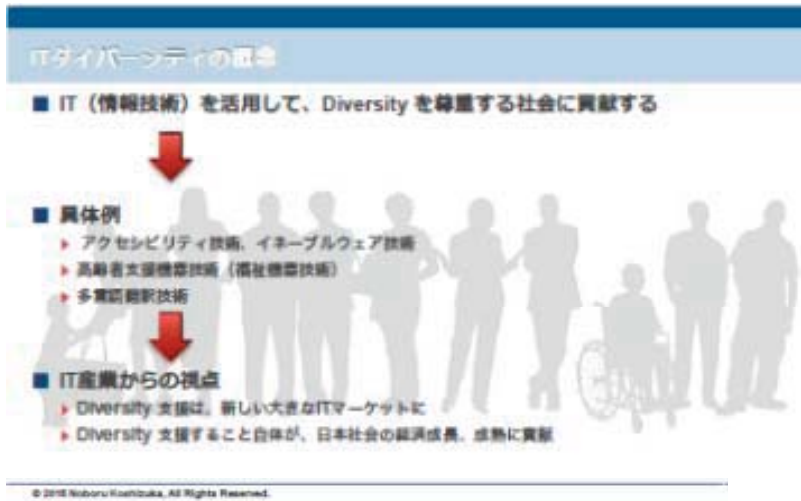 ITダイバーシティの概念
■ IT（情報技術）を活用して、Diversity を尊重する社会に貢献する
■ 具体例
▶ アクセシビリティ技術、イネーブルウェア技術
▶ 高齢者支援機器技術（福祉機器技術）
▶ 多言語翻訳技術
■ IT産業からの視点
▶ Diversity 支援は、新しい大きなITマーケットに
▶ Diversity 支援すること自体が、日本社会の経済成長、成熟に貢献
© 2015 Noboru Koshizuka, All Rights Reserved.